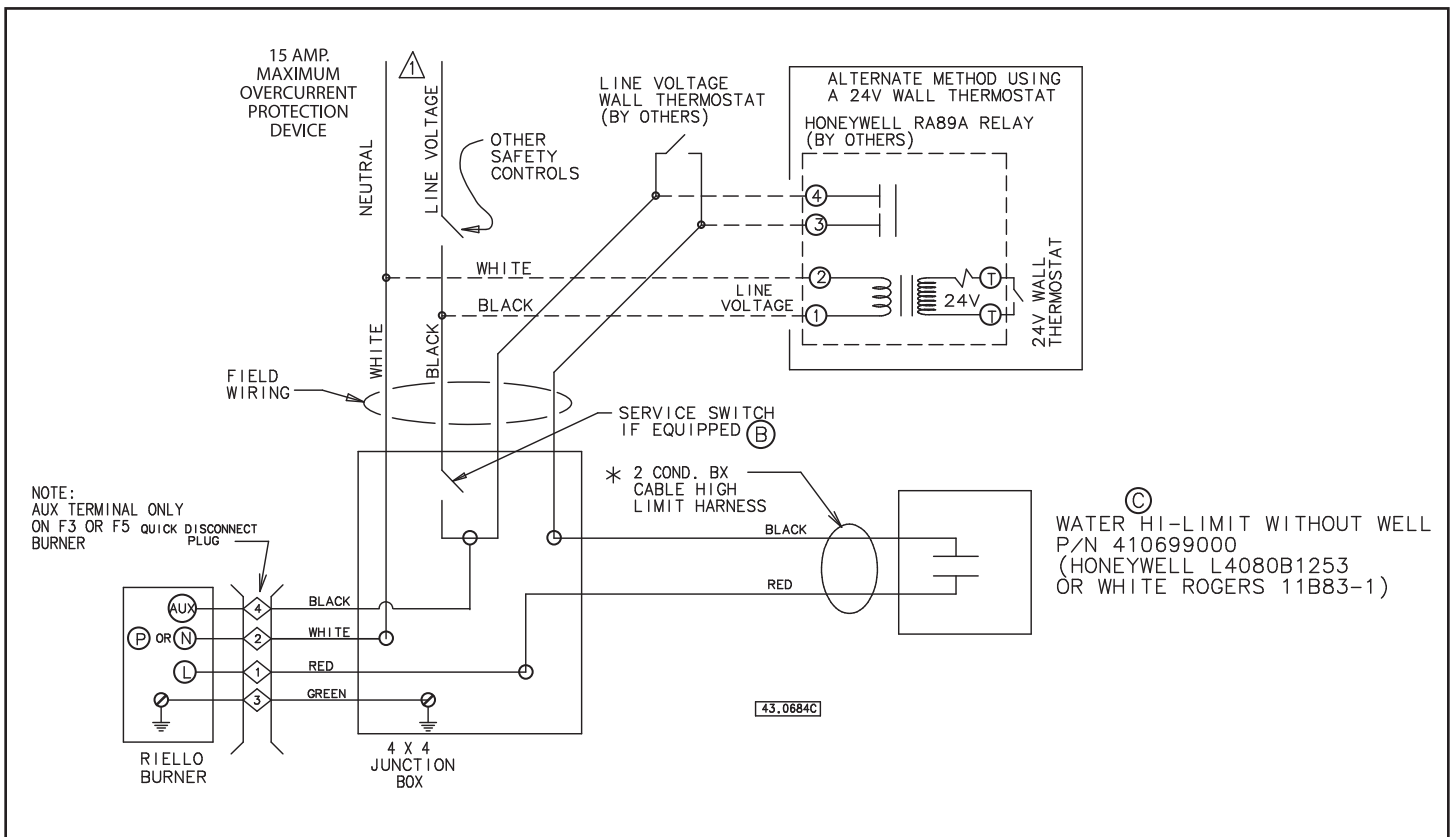 15 AMP.
MAXIMUM
OVERCURRENT
PROTECTION
DEVICE
1
NEUTRAL
LINE VOLTAGE
OTHER
SAFETY
CONTROLS
LINE VOLTAGE
WALL THERMOSTAT
(BY OTHERS)
ALTERNATE METHOD USING
A 24V WALL THERMOSTAT
HONEYWELL RA89A RELAY
(BY OTHERS)
4
3
2
1
WHITE
BLACK
LINE
VOLTAGE
24V
T
T
24V WALL
THERMOSTAT
WHITE
BLACK
FIELD
WIRING
SERVICE SWITCH
IF EQUIPPED B
* 2 COND. BX
CABLE HIGH
LIMIT HARNESS
BLACK
RED
C
WATER HI-LIMIT WITHOUT WELL
P/N 410699000
(HONEYWELL L4080B1253
OR WHITE ROGERS 11B83-1)
NOTE:
AUX TERMINAL ONLY
ON F3 OR F5
BURNER
QUICK DISCONNECT
PLUG
AUX 4 BLACK
P OR N 2 WHITE
L 1 RED
3 GREEN
RIELLO
BURNER
4 X 4
JUNCTION
BOX
43.0684C